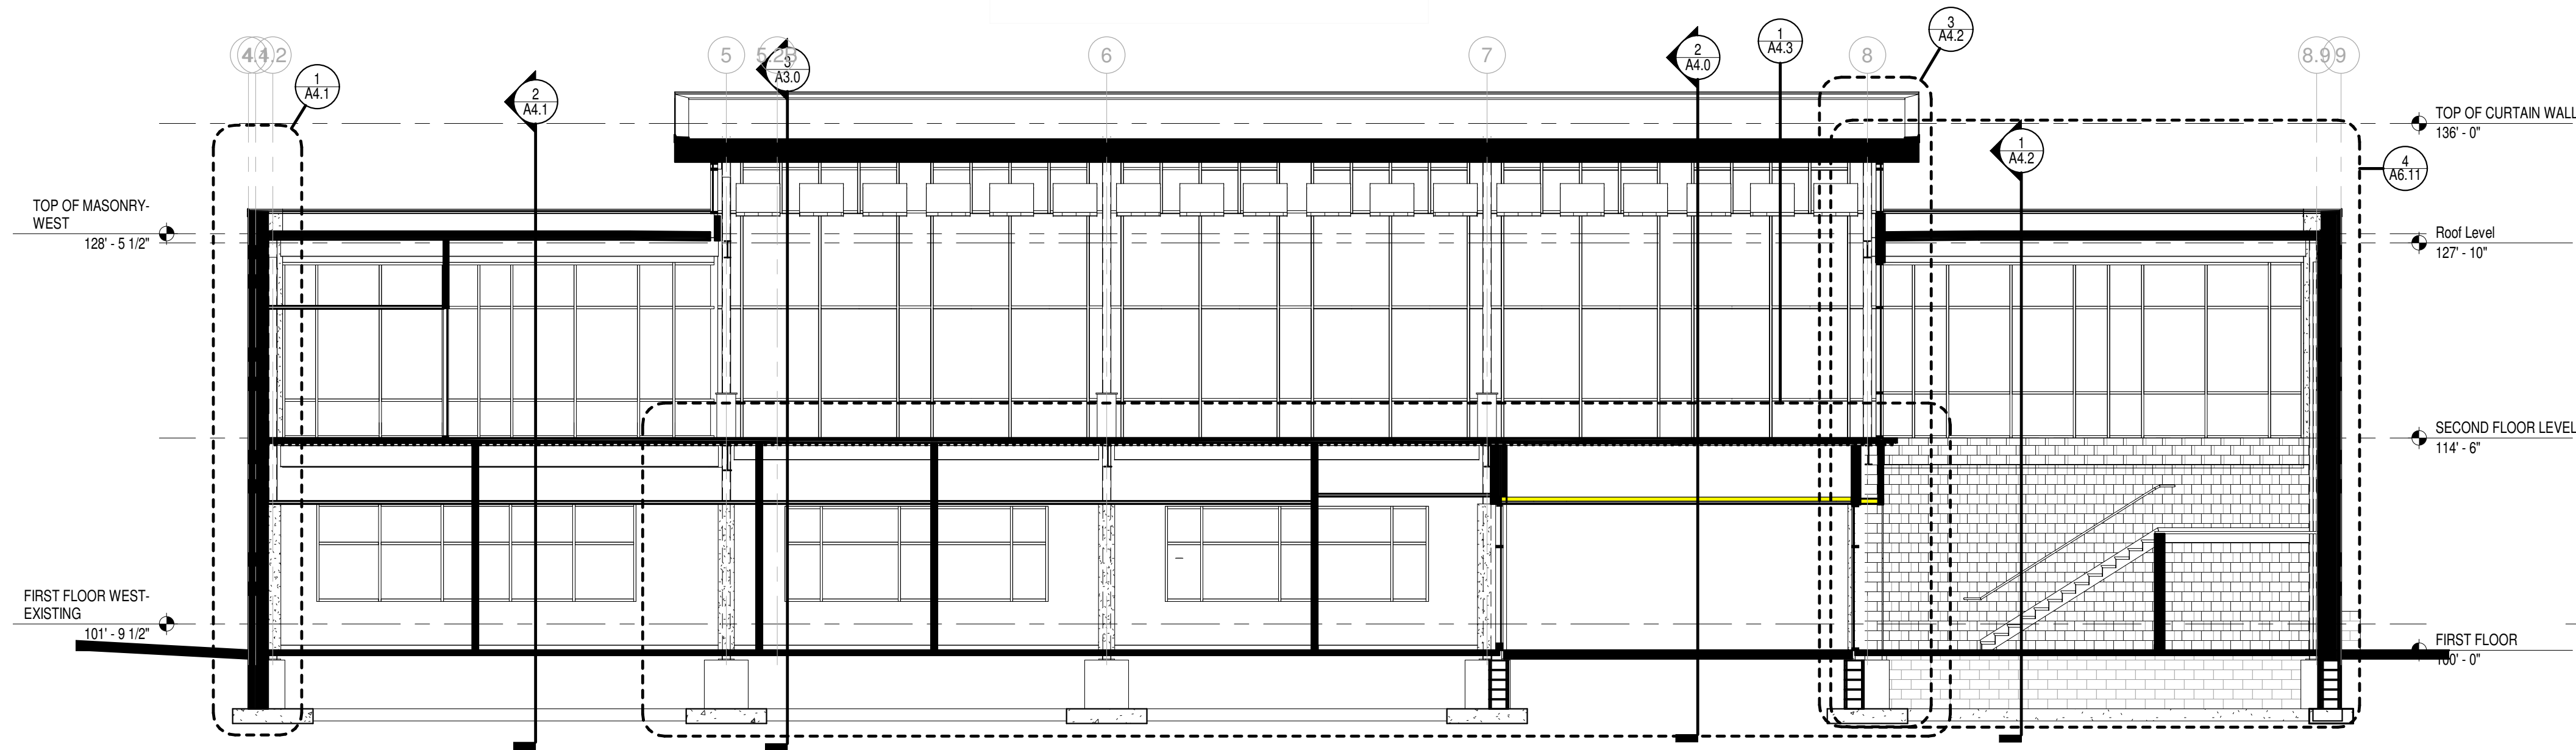 3
A4.2
1
A4.3
2
A4.0
5
5.2B
6
7
8
8.9
9
4.2
3
A3.0
1
A4.1
2
A4.1
1
A4.2
4
A6.11
TOP OF CURTAIN WALL
136' - 0"
TOP OF MASONRY-
WEST
128' - 5 1/2"
Roof Level
127' - 10"
SECOND FLOOR LEVEL
114' - 6"
FIRST FLOOR WEST-
EXISTING
101' - 9 1/2"
FIRST FLOOR
100' - 0"